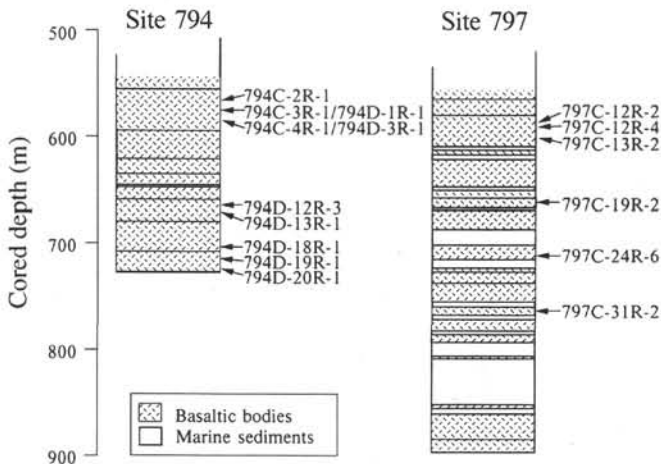 Site 794
Site 797
Cored depth (m)
500
600
700
800
900
794C-2R-1
794C-3R-1/794D-1R-1
794C-4R-1/794D-3R-1
794D-12R-3
794D-13R-1
794D-18R-1
794D-19R-1
794D-20R-1
797C-12R-2
797C-12R-4
797C-13R-2
797C-19R-2
797C-24R-6
797C-31R-2
Basaltic bodies
Marine sediments